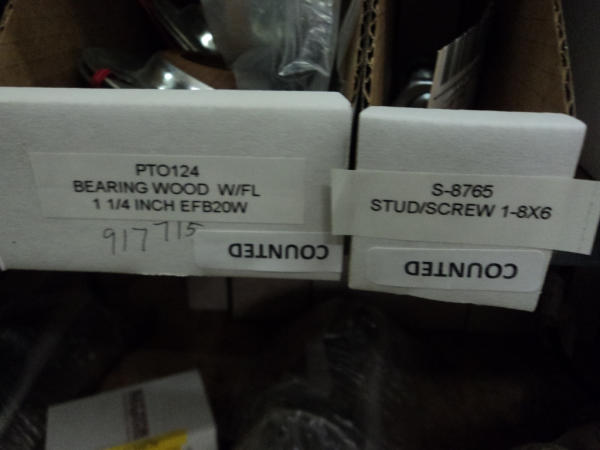 PTO124
BEARING WOOD W/FL
1 1/4 INCH EFB20W
917715
COUNTED
S-8765
STUD/SCREW 1-8X6
COUNTED